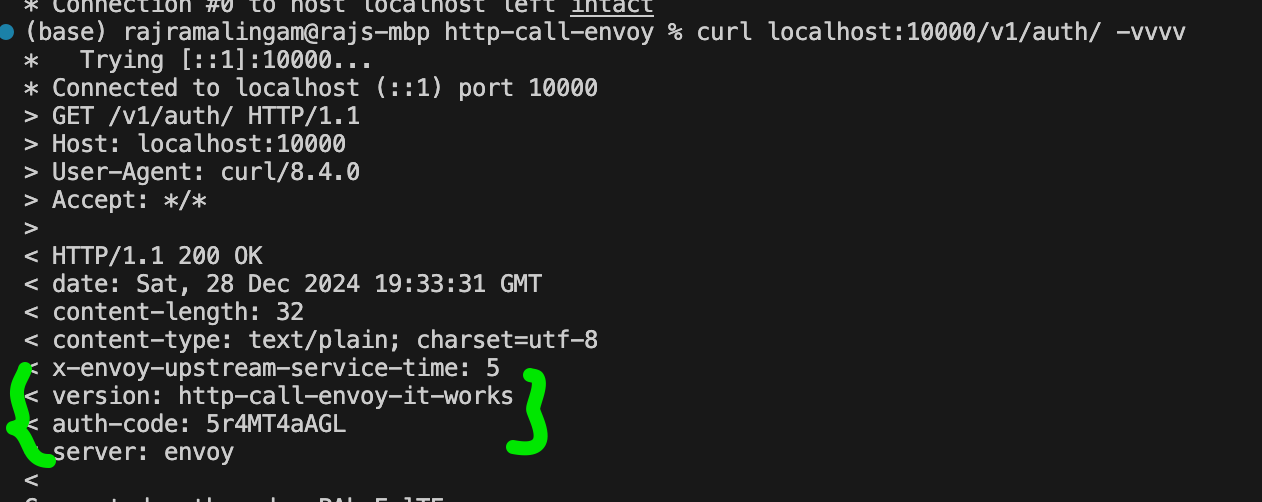 * Connection #0 to host localhost left intact
(base) rajramalingam@rajs-mbp http-call-envoy % curl localhost:10000/v1/auth/ -vvvv
*   Trying [::1]:10000...
* Connected to localhost (::1) port 10000
> GET /v1/auth/ HTTP/1.1
> Host: localhost:10000
> User-Agent: curl/8.4.0
> Accept: */*
>
< HTTP/1.1 200 OK
< date: Sat, 28 Dec 2024 19:33:31 GMT
< content-length: 32
< content-type: text/plain; charset=utf-8
< x-envoy-upstream-service-time: 5
< version: http-call-envoy-it-works
< auth-code: 5r4MT4aAGL
server: envoy
<